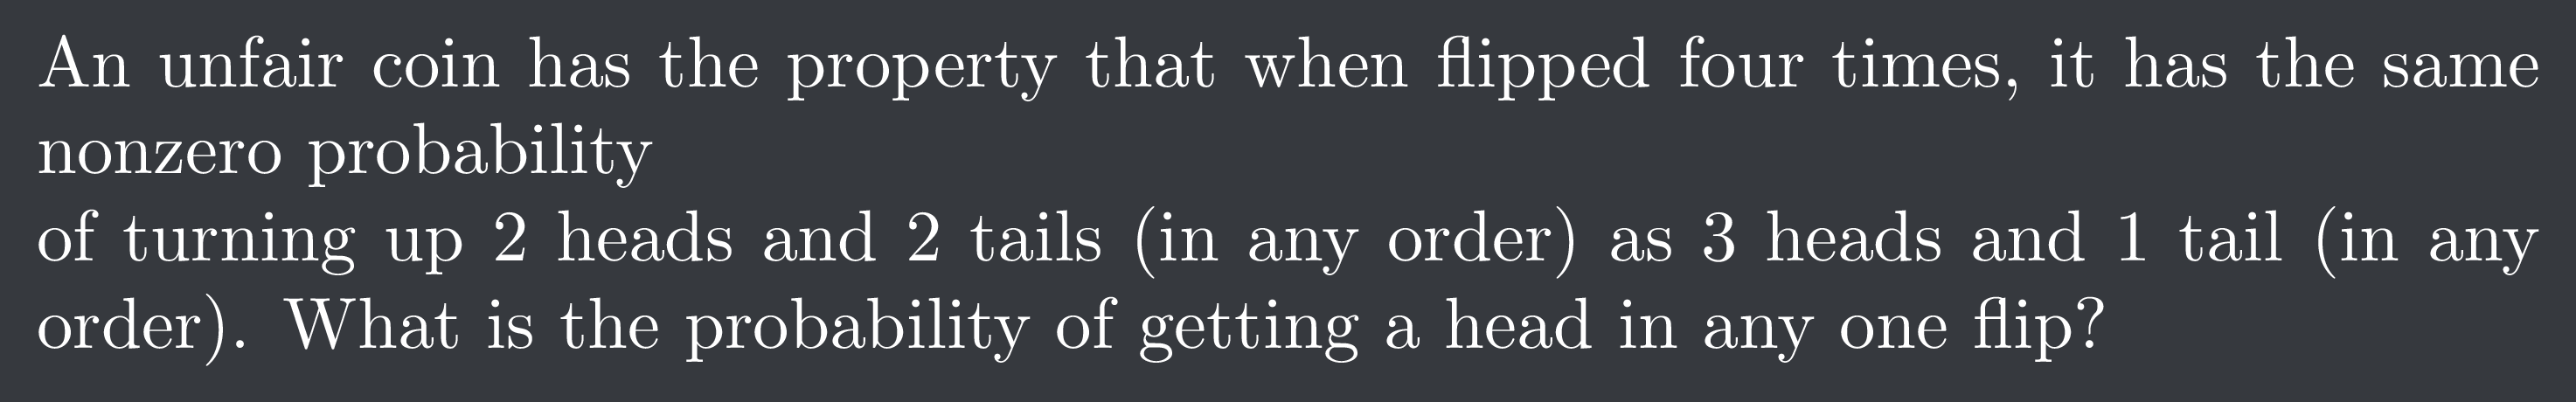 An unfair coin has the property that when flipped four times, it has the same
nonzero probability
of turning up 2 heads and 2 tails (in any order) as 3 heads and 1 tail (in any
order). What is the probability of getting a head in any one flip?